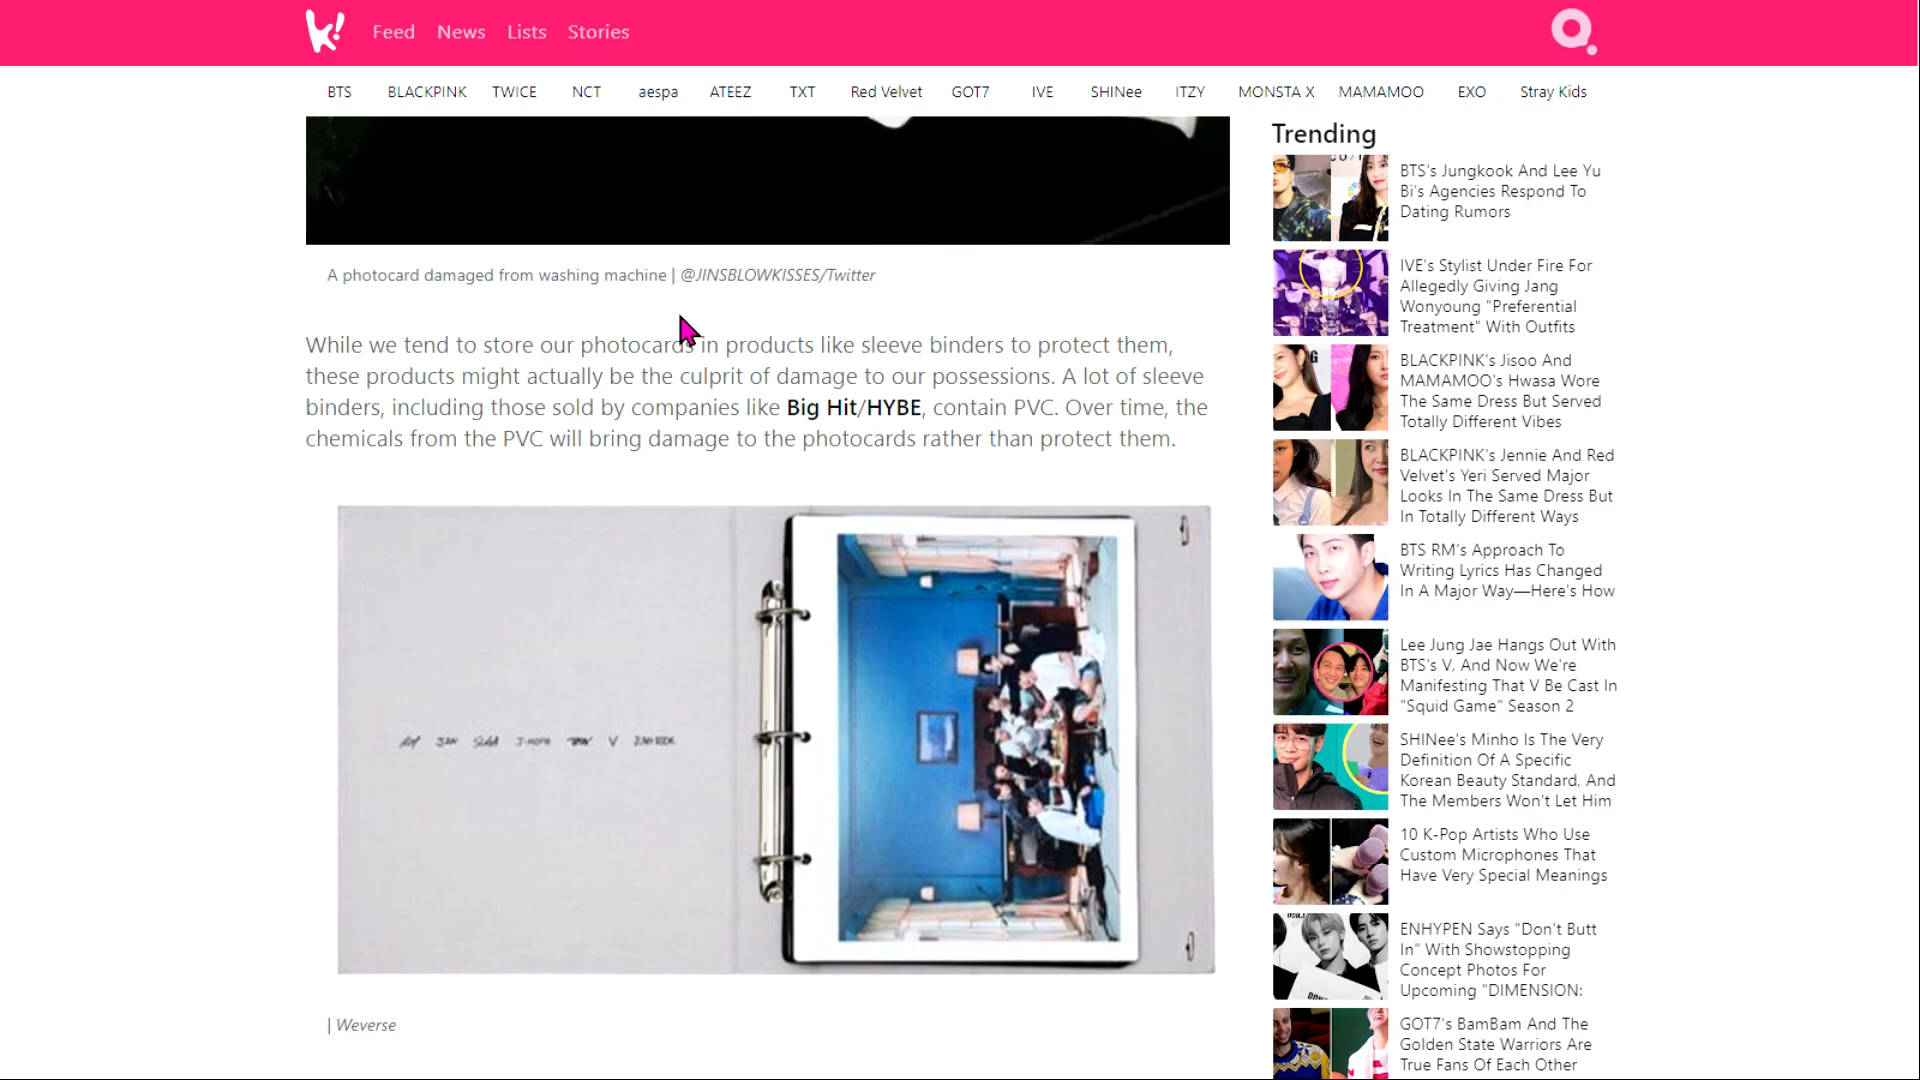 k!
Feed News Lists Stories
BTS BLACKPINK TWICE NCT aespa ATEEZ TXT Red Velvet GOT7 IVE SHINee ITZY MONSTA X MAMAMOO EXO Stray Kids
A photocard damaged from washing machine | @JINSBLOWKISSES/Twitter
While we tend to store our photocards in products like sleeve binders to protect them,
these products might actually be the culprit of damage to our possessions. A lot of sleeve
binders, including those sold by companies like Big Hit/HYBE, contain PVC. Over time, the
chemicals from the PVC will bring damage to the photocards rather than protect them.
JIN SUGA J-HOPE V JUNG KOOK
| Weverse
Trending
BTS's Jungkook And Lee Yu
Bi's Agencies Respond To
Dating Rumors
IVE's Stylist Under Fire For
Allegedly Giving Jang
Wonyoung "Preferential
Treatment" With Outfits
BLACKPINK's Jisoo And
MAMAMOO's Hwasa Wore
The Same Dress But Served
Totally Different Vibes
BLACKPINK's Jennie And Red
Velvet's Yeri Served Major
Looks In The Same Dress But
In Totally Different Ways
BTS RM's Approach To
Writing Lyrics Has Changed
In A Major Way—Here's How
Lee Jung Jae Hangs Out With
BTS's V, And Now We're
Manifesting That V Be Cast In
"Squid Game" Season 2
SHINee's Minho Is The Very
Definition Of A Specific
Korean Beauty Standard, And
The Members Won't Let Him
10 K-Pop Artists Who Use
Custom Microphones That
Have Very Special Meanings
ENHYPEN Says "Don't Butt
In" With Showstopping
Concept Photos For
Upcoming "DIMENSION:
GOT7's BamBam And The
Golden State Warriors Are
True Fans Of Each Other